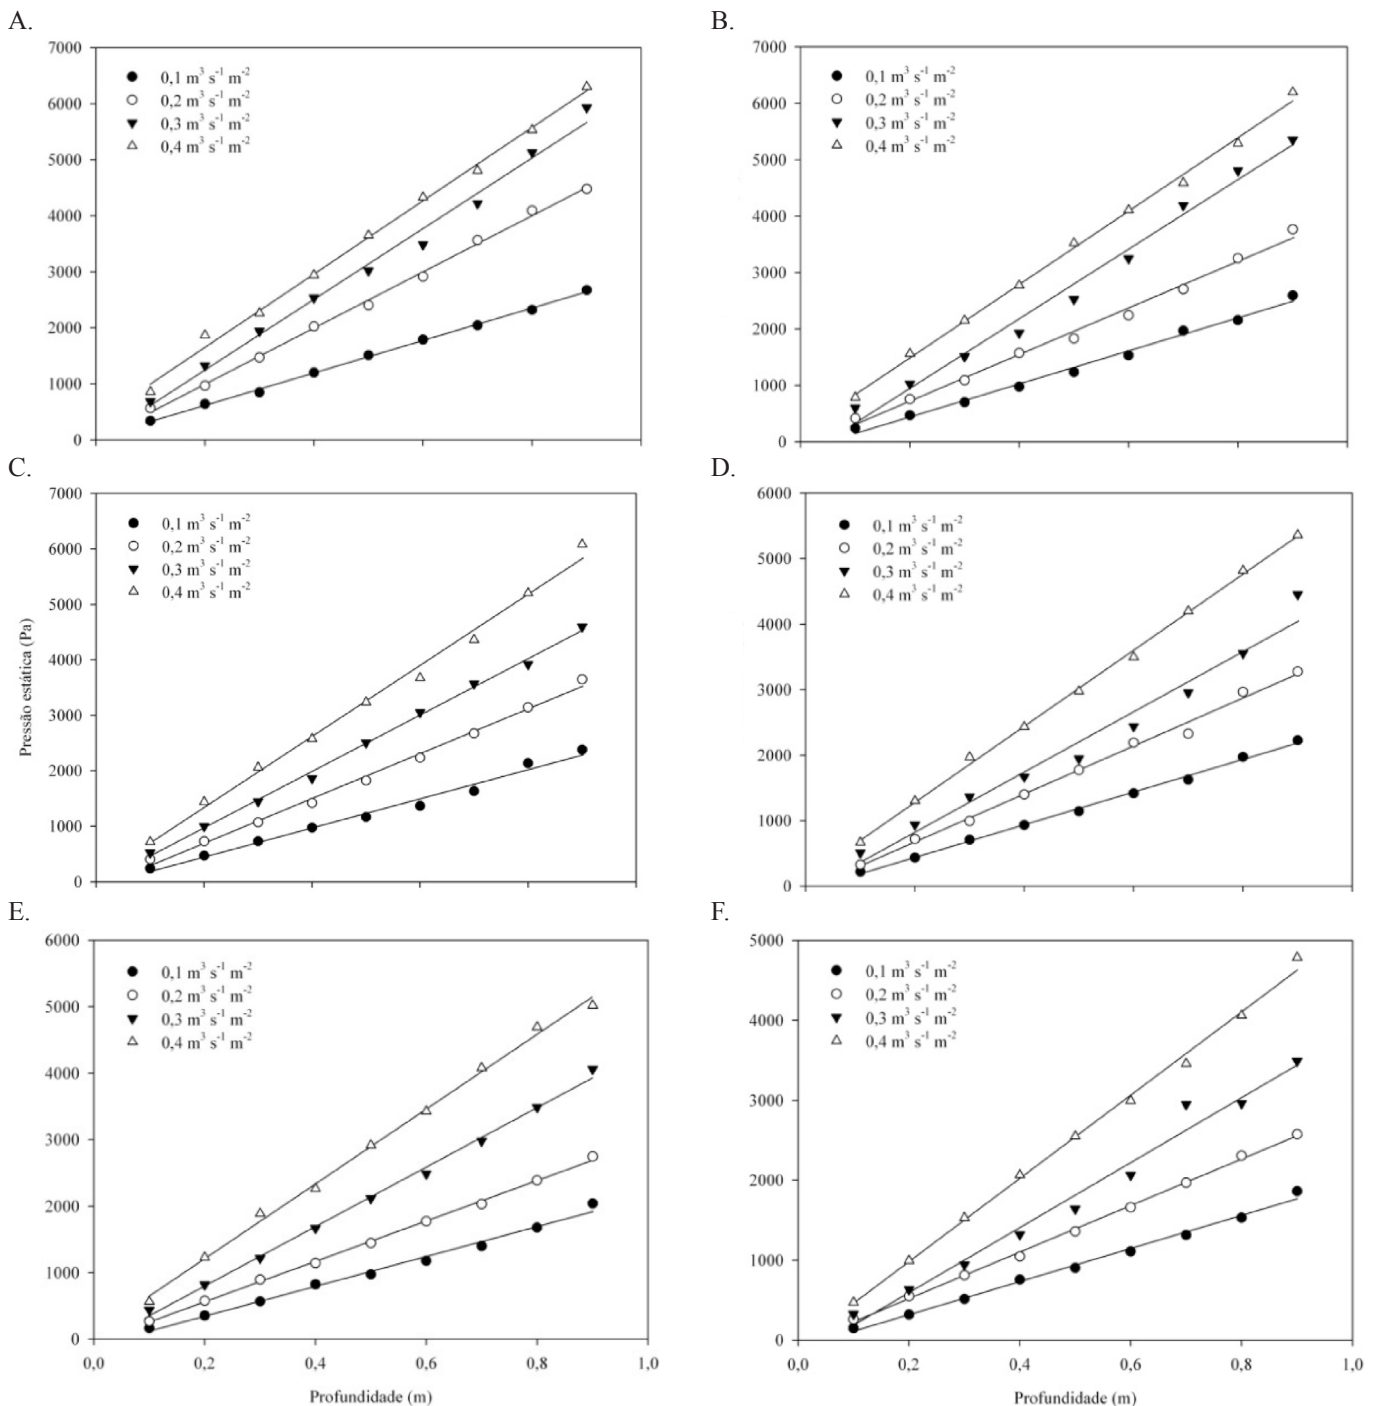 A.
7000
6000
5000
4000
3000
2000
1000
0
0,1 m³ s⁻¹ m⁻²
0,2 m³ s⁻¹ m⁻²
0,3 m³ s⁻¹ m⁻²
0,4 m³ s⁻¹ m⁻²
B.
7000
6000
5000
4000
3000
2000
1000
0
0,1 m³ s⁻¹ m⁻²
0,2 m³ s⁻¹ m⁻²
0,3 m³ s⁻¹ m⁻²
0,4 m³ s⁻¹ m⁻²
C.
Pressão estática (Pa)
7000
6000
5000
4000
3000
2000
1000
0
0,1 m³ s⁻¹ m⁻²
0,2 m³ s⁻¹ m⁻²
0,3 m³ s⁻¹ m⁻²
0,4 m³ s⁻¹ m⁻²
D.
6000
5000
4000
3000
2000
1000
0
0,1 m³ s⁻¹ m⁻²
0,2 m³ s⁻¹ m⁻²
0,3 m³ s⁻¹ m⁻²
0,4 m³ s⁻¹ m⁻²
E.
6000
5000
4000
3000
2000
1000
0
0,1 m³ s⁻¹ m⁻²
0,2 m³ s⁻¹ m⁻²
0,3 m³ s⁻¹ m⁻²
0,4 m³ s⁻¹ m⁻²
0,0 0,2 0,4 0,6 0,8 1,0
Profundidade (m)
F.
5000
4000
3000
2000
1000
0
0,1 m³ s⁻¹ m⁻²
0,2 m³ s⁻¹ m⁻²
0,3 m³ s⁻¹ m⁻²
0,4 m³ s⁻¹ m⁻²
0,0 0,2 0,4 0,6 0,8 1,0
Profundidade (m)